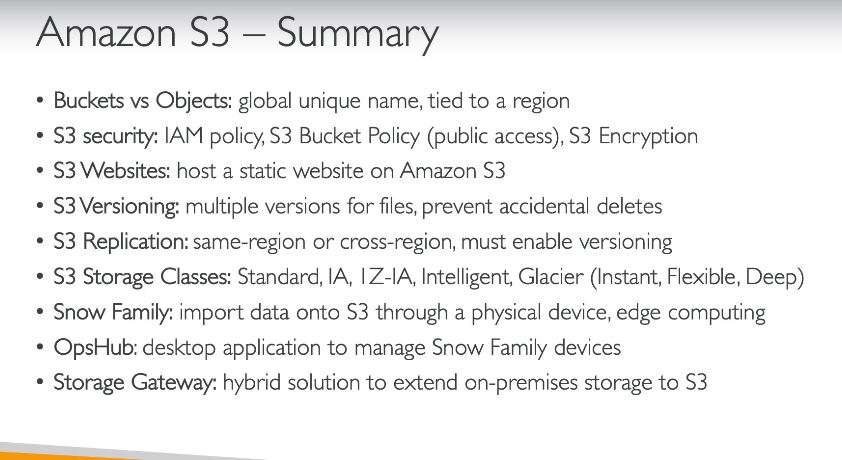 Amazon S3 – Summary
• Buckets vs Objects: global unique name, tied to a region
• S3 security: IAM policy, S3 Bucket Policy (public access), S3 Encryption
• S3 Websites: host a static website on Amazon S3
• S3 Versioning: multiple versions for files, prevent accidental deletes
• S3 Replication: same-region or cross-region, must enable versioning
• S3 Storage Classes: Standard, IA, 1Z-IA, Intelligent, Glacier (Instant, Flexible, Deep)
• Snow Family: import data onto S3 through a physical device, edge computing
• OpsHub: desktop application to manage Snow Family devices
• Storage Gateway: hybrid solution to extend on-premises storage to S3